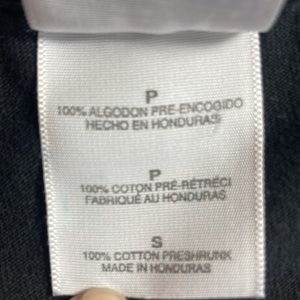 P
100% ALGODON PRE-ENCOGIDO
HECHO EN HONDURAS
P
100% COTON PRÉ-RÉTRÉCI
FABRIQUÉ AU HONDURAS
S
100% COTTON PRESHRUNK
MADE IN HONDURAS